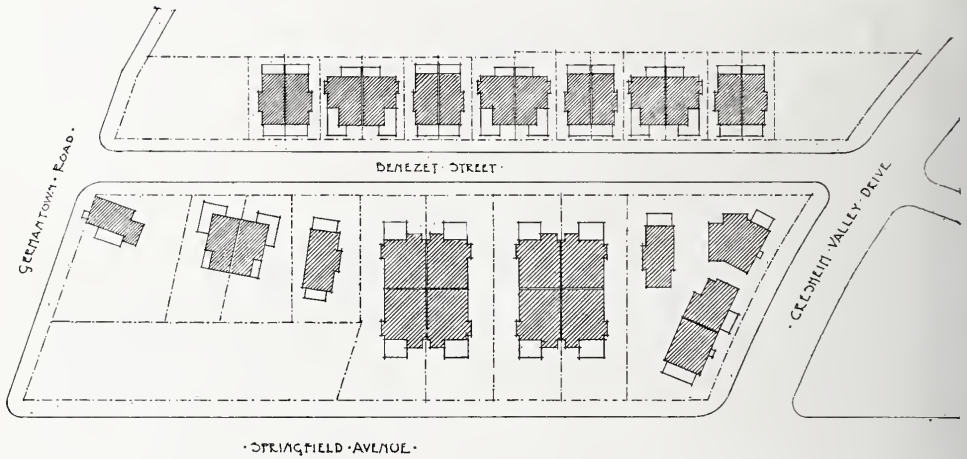 GERMANTOWN · ROAD ·
BENEZET · STREET ·
· CRESHEIM · VALLEY · DRIVE
· SPRINGFIELD · AVENUE ·